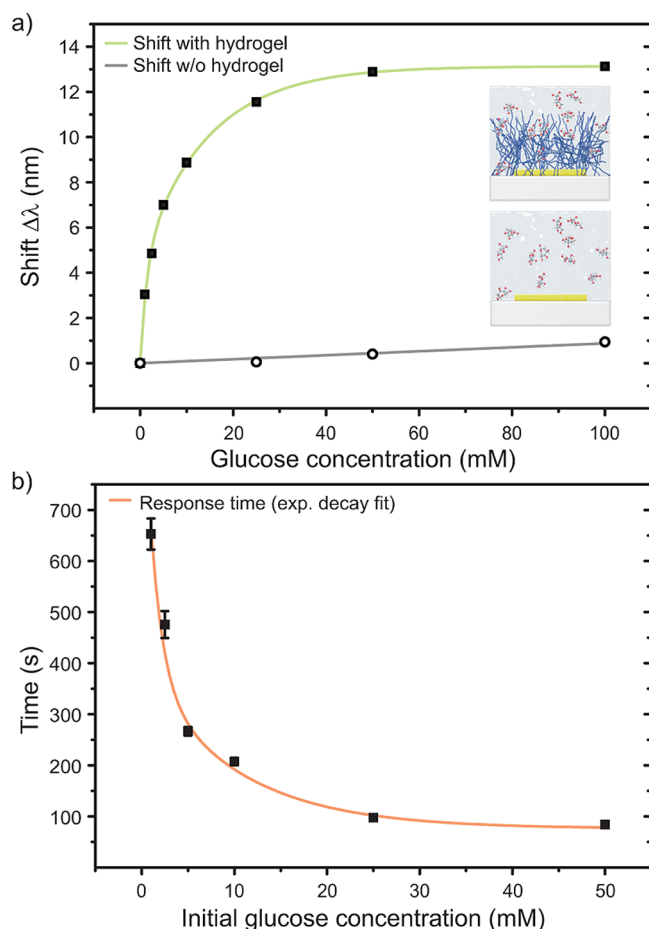 a)
Shift with hydrogel
Shift w/o hydrogel
14
13
12
10
8
6
4
2
0
Shift Δλ (nm)
0 20 40 60 80 100
Glucose concentration (mM)
b)
Response time (exp. decay fit)
700
600
500
400
300
200
100
Time (s)
0 10 20 30 40 50
Initial glucose concentration (mM)